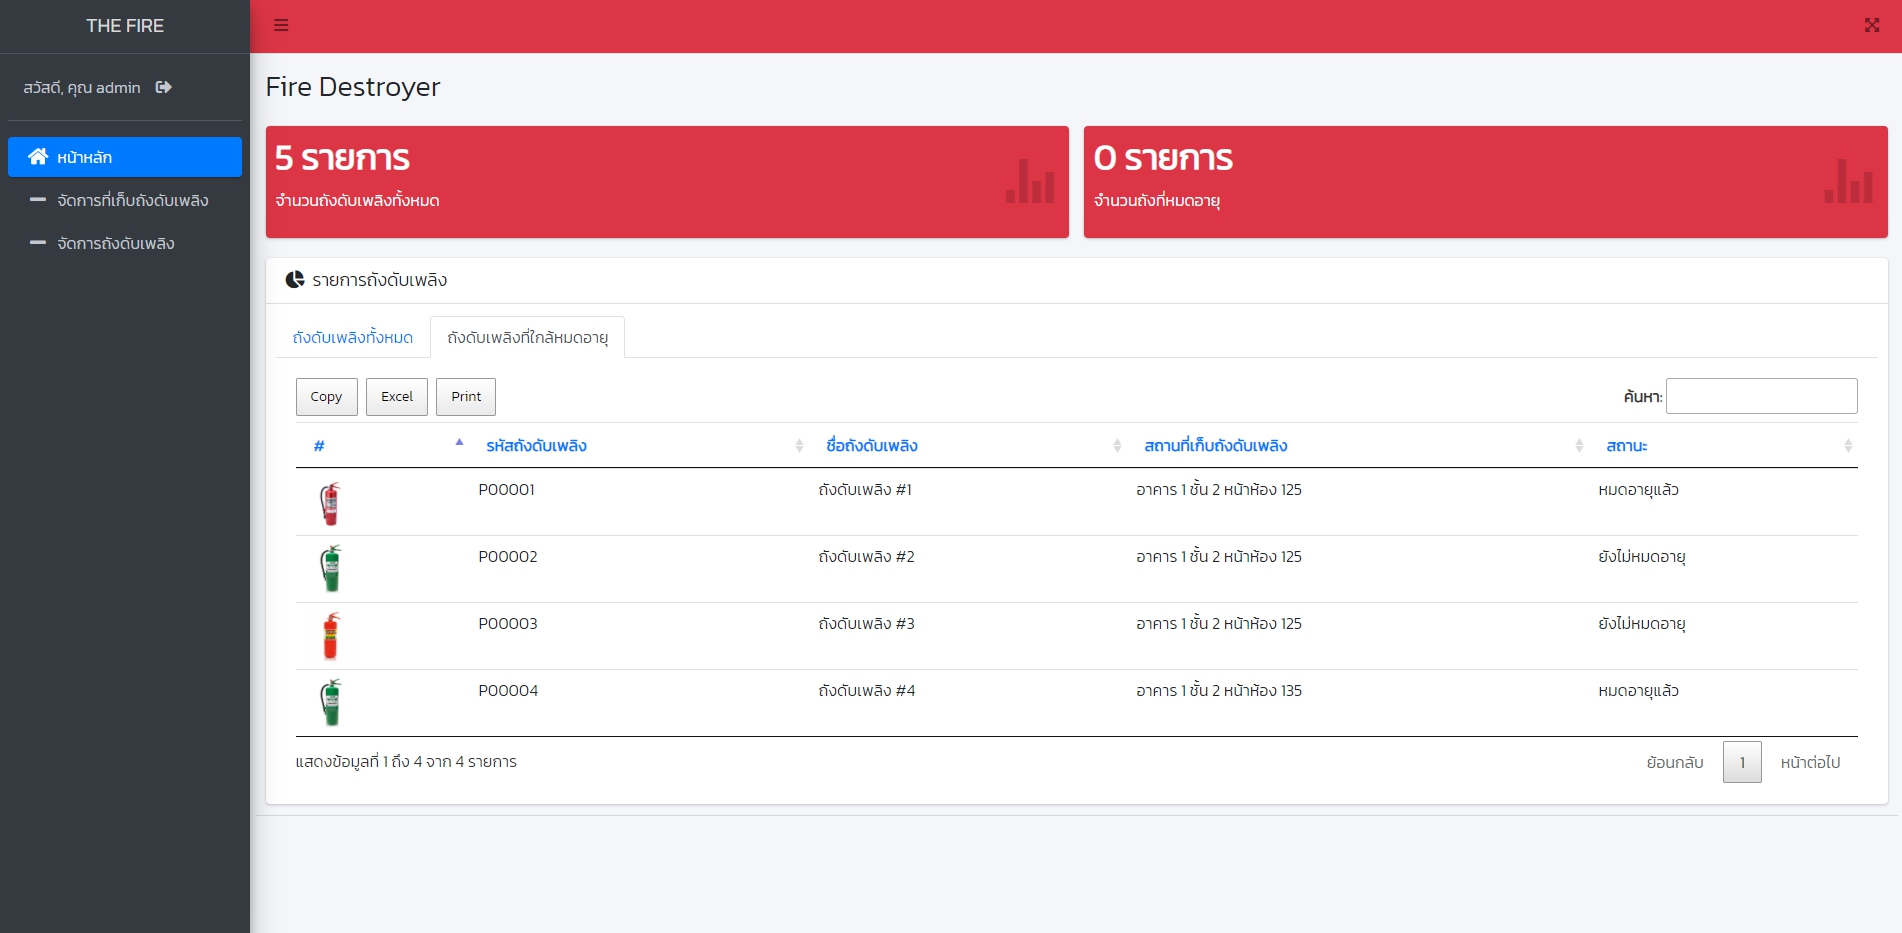 THE FIRE
สวัสดี, คุณ admin
หน้าหลัก
จัดการที่เก็บถังดับเพลิง
จัดการถังดับเพลิง
Fire Destroyer
5 รายการ
จำนวนถังดับเพลิงทั้งหมด
0 รายการ
จำนวนถังที่หมดอายุ
รายการถังดับเพลิง
ถังดับเพลิงทั้งหมด ถังดับเพลิงที่ใกล้หมดอายุ
Copy Excel Print ค้นหา:
# รหัสถังดับเพลิง ชื่อถังดับเพลิง สถานที่เก็บถังดับเพลิง สถานะ
P00001 ถังดับเพลิง #1 อาคาร 1 ชั้น 2 หน้าห้อง 125 หมดอายุแล้ว
P00002 ถังดับเพลิง #2 อาคาร 1 ชั้น 2 หน้าห้อง 125 ยังไม่หมดอายุ
P00003 ถังดับเพลิง #3 อาคาร 1 ชั้น 2 หน้าห้อง 125 ยังไม่หมดอายุ
P00004 ถังดับเพลิง #4 อาคาร 1 ชั้น 2 หน้าห้อง 135 หมดอายุแล้ว
แสดงข้อมูลที่ 1 ถึง 4 จาก 4 รายการ ย้อนกลับ 1 หน้าต่อไป